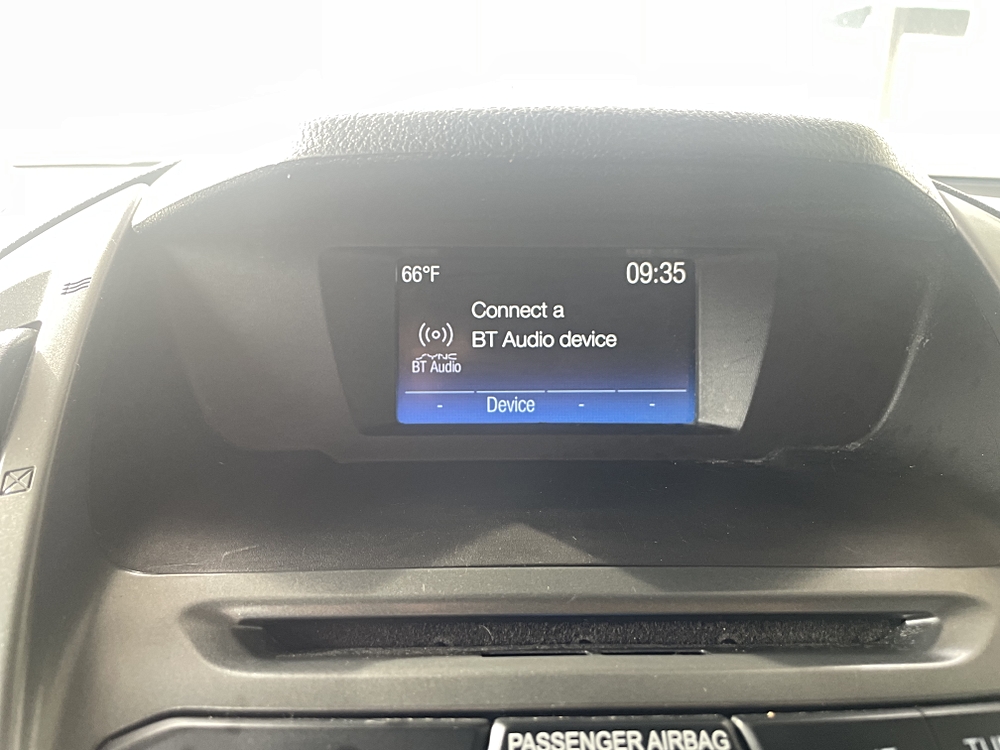 66°F 09:35
Connect a
BT Audio device
SYNC
BT Audio
- Device - -
PASSENGER AIRBAG